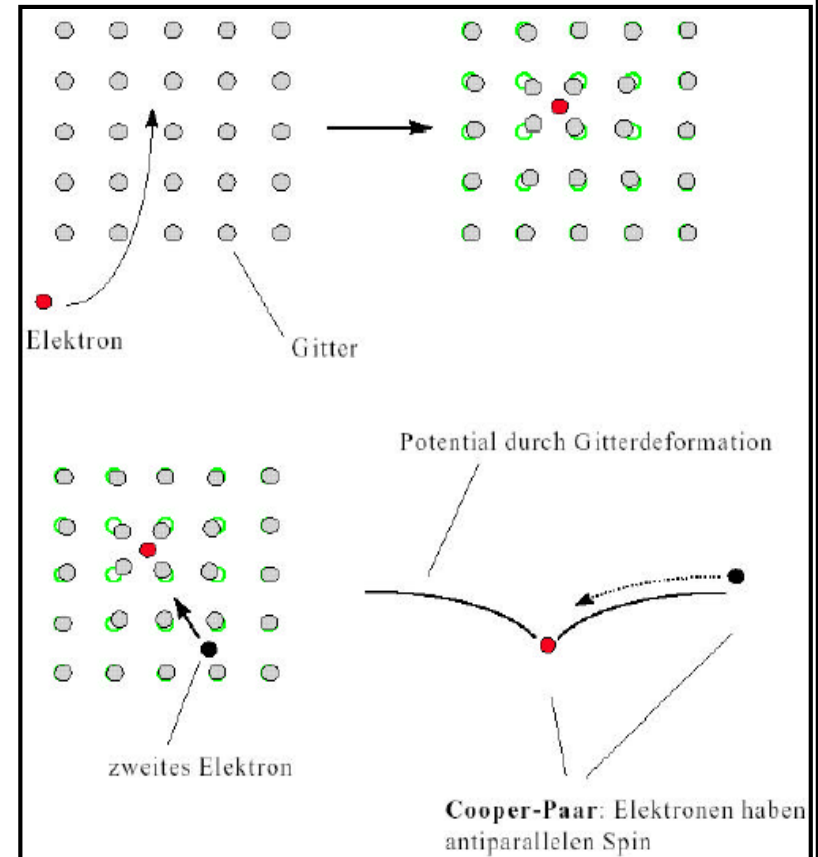 Elektron
Gitter
Potential durch Gitterdeformation
zweites Elektron
Cooper-Paar: Elektronen haben
antiparallelen Spin